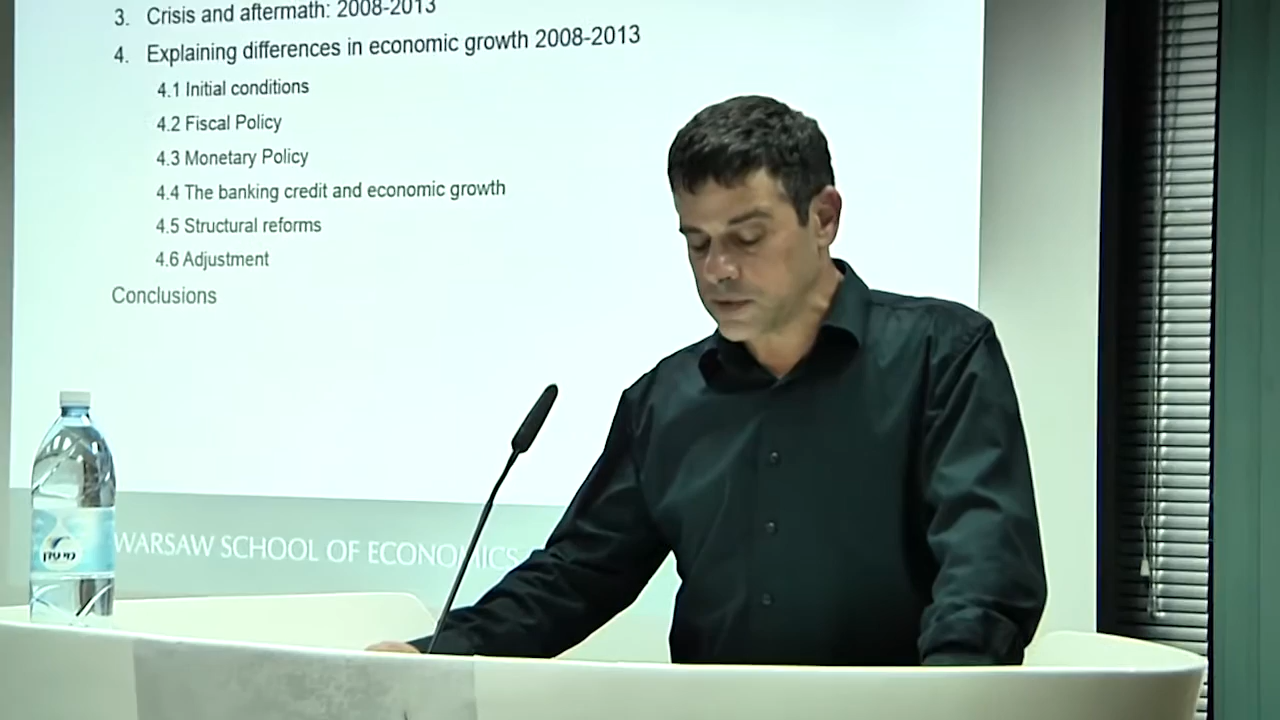 3. Crisis and aftermath: 2008-2013
4. Explaining differences in economic growth 2008-2013
4.1 Initial conditions
4.2 Fiscal Policy
4.3 Monetary Policy
4.4 The banking credit and economic growth
4.5 Structural reforms
4.6 Adjustment
Conclusions
WARSAW SCHOOL OF ECONOMICS
מי עדן